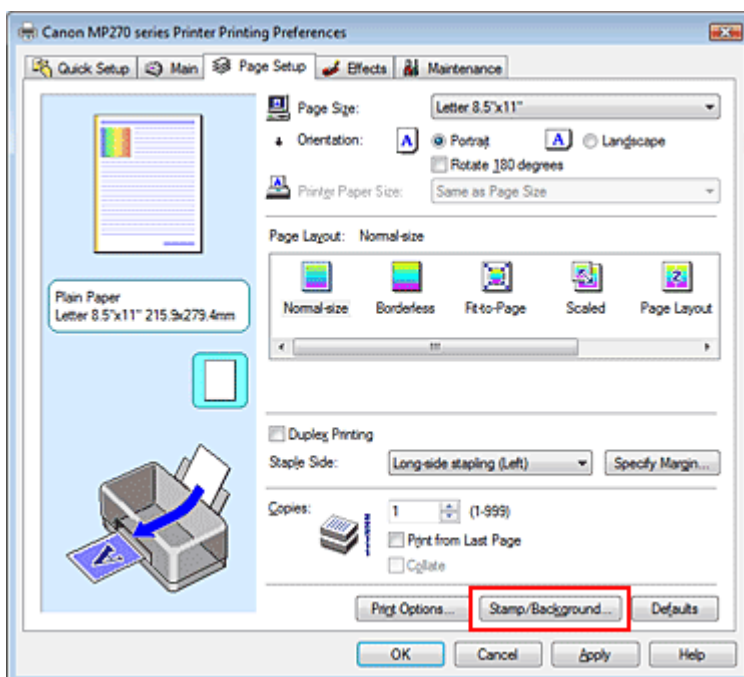 Canon MP270 series Printer Printing Preferences
Quick Setup Main Page Setup Effects Maintenance
Page Size: Letter 8.5"x11"
Orientation: A Portrait A Landscape
Rotate 180 degrees
Printer Paper Size: Same as Page Size
Page Layout: Normal-size
Normal-size Borderless Fit-to-Page Scaled Page Layout
Plain Paper
Letter 8.5"x11" 215.9x279.4mm
Duplex Printing
Staple Side: Long-side stapling (Left) Specify Margin...
Copies: 1 (1-999)
Print from Last Page
Collate
Print Options... Stamp/Background... Defaults
OK Cancel Apply Help